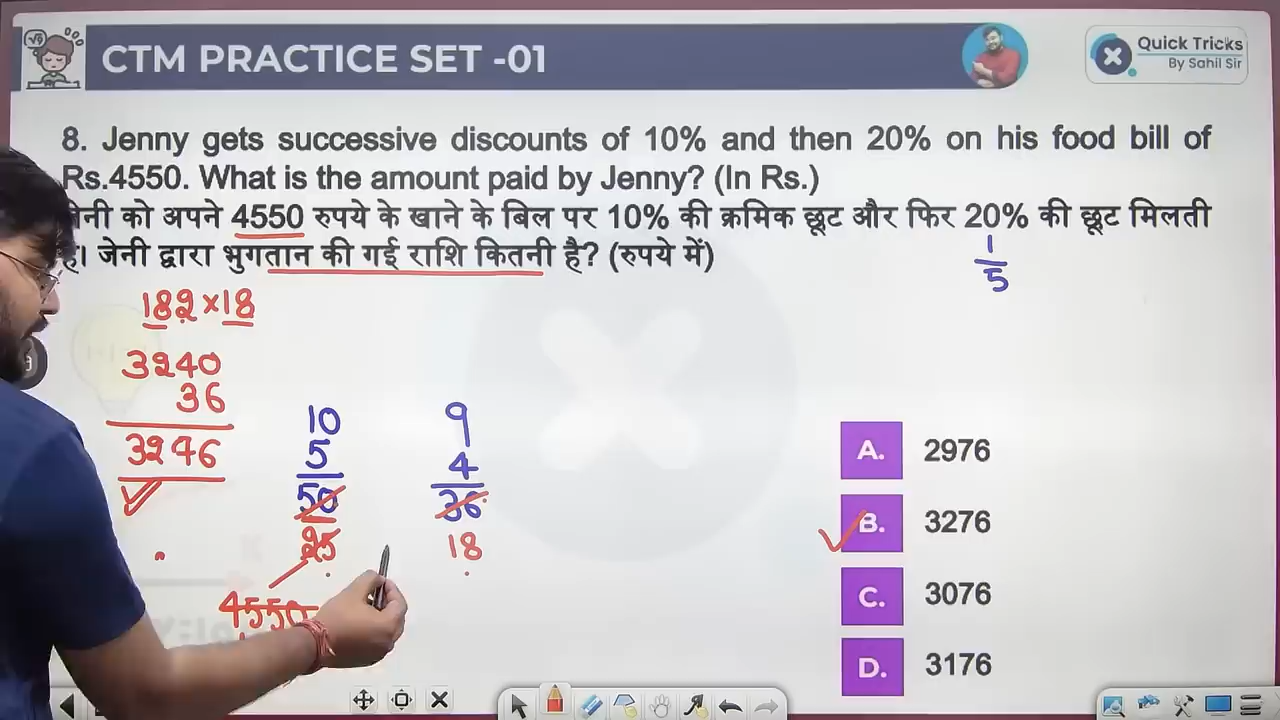 CTM PRACTICE SET -01
Quick Tricks
By Sahil Sir
8. Jenny gets successive discounts of 10% and then 20% on his food bill of
Rs.4550. What is the amount paid by Jenny? (In Rs.)
को अपने 4550 रुपये के खाने के बिल पर 10% की क्रमिक छूट और फिर 20% की छूट मिलती
है। जेनी द्वारा भुगतान की गई राशि कितनी है? (रुपये में)
1
5
182 × 18
3240
36
3276
10
5
50
25
4550
9
4
36
18
A. 2976
B. 3276
C. 3076
D. 3176